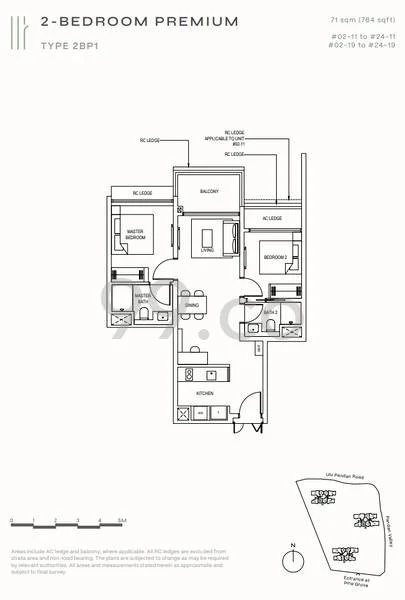 2-BEDROOM PREMIUM
TYPE 2BP1
71 sqm (764 sqft)
#02-11 to #24-11
#02-19 to #24-19
RC LEDGE
RC LEDGE
APPLICABLE TO UNIT
#02-11
RC LEDGE
RC LEDGE
BALCONY
AC LEDGE
MASTER
BEDROOM
LIVING
BEDROOM 2
MASTER
BATH
DINING
BATH 2
99.co
KITCHEN
0 1 2 3 4 5M
Areas include AC ledge and balcony, where applicable. All RC ledges are excluded from
strata area and non-load bearing. The plans are subjected to change as may be required
by relevant authorities. All areas and measurements stated herein as approximate and
subject to final survey.
N
Ulu Pandan Road
Pandan Valley
Entrance at
Pine Grove